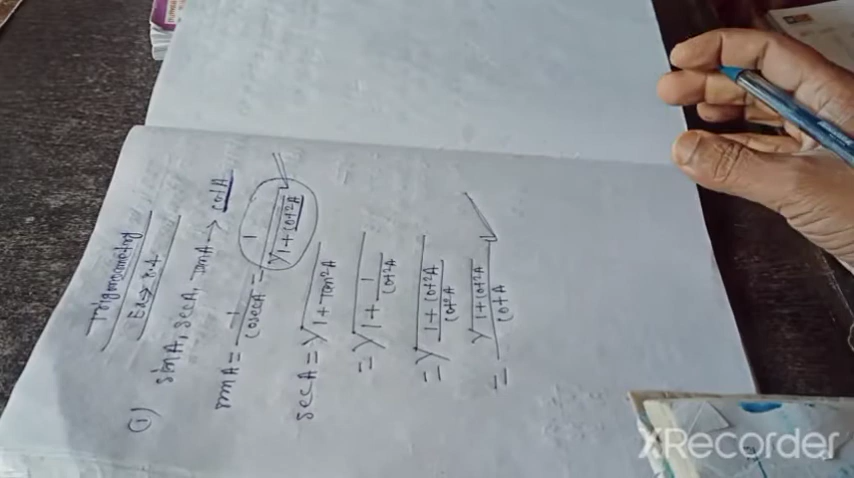 Trigonometry
Ex→ 8.4
(1) sinA, secA, tanA → cotA
sinA = 1/cosecA = 1/√(1 + cot²A)
secA = √(1 + Tan²A)
= √(1 + 1/cot²A)
= √((1 + cot²A)/cot²A)
= √(1 + cot²A)/cotA
XRecorder